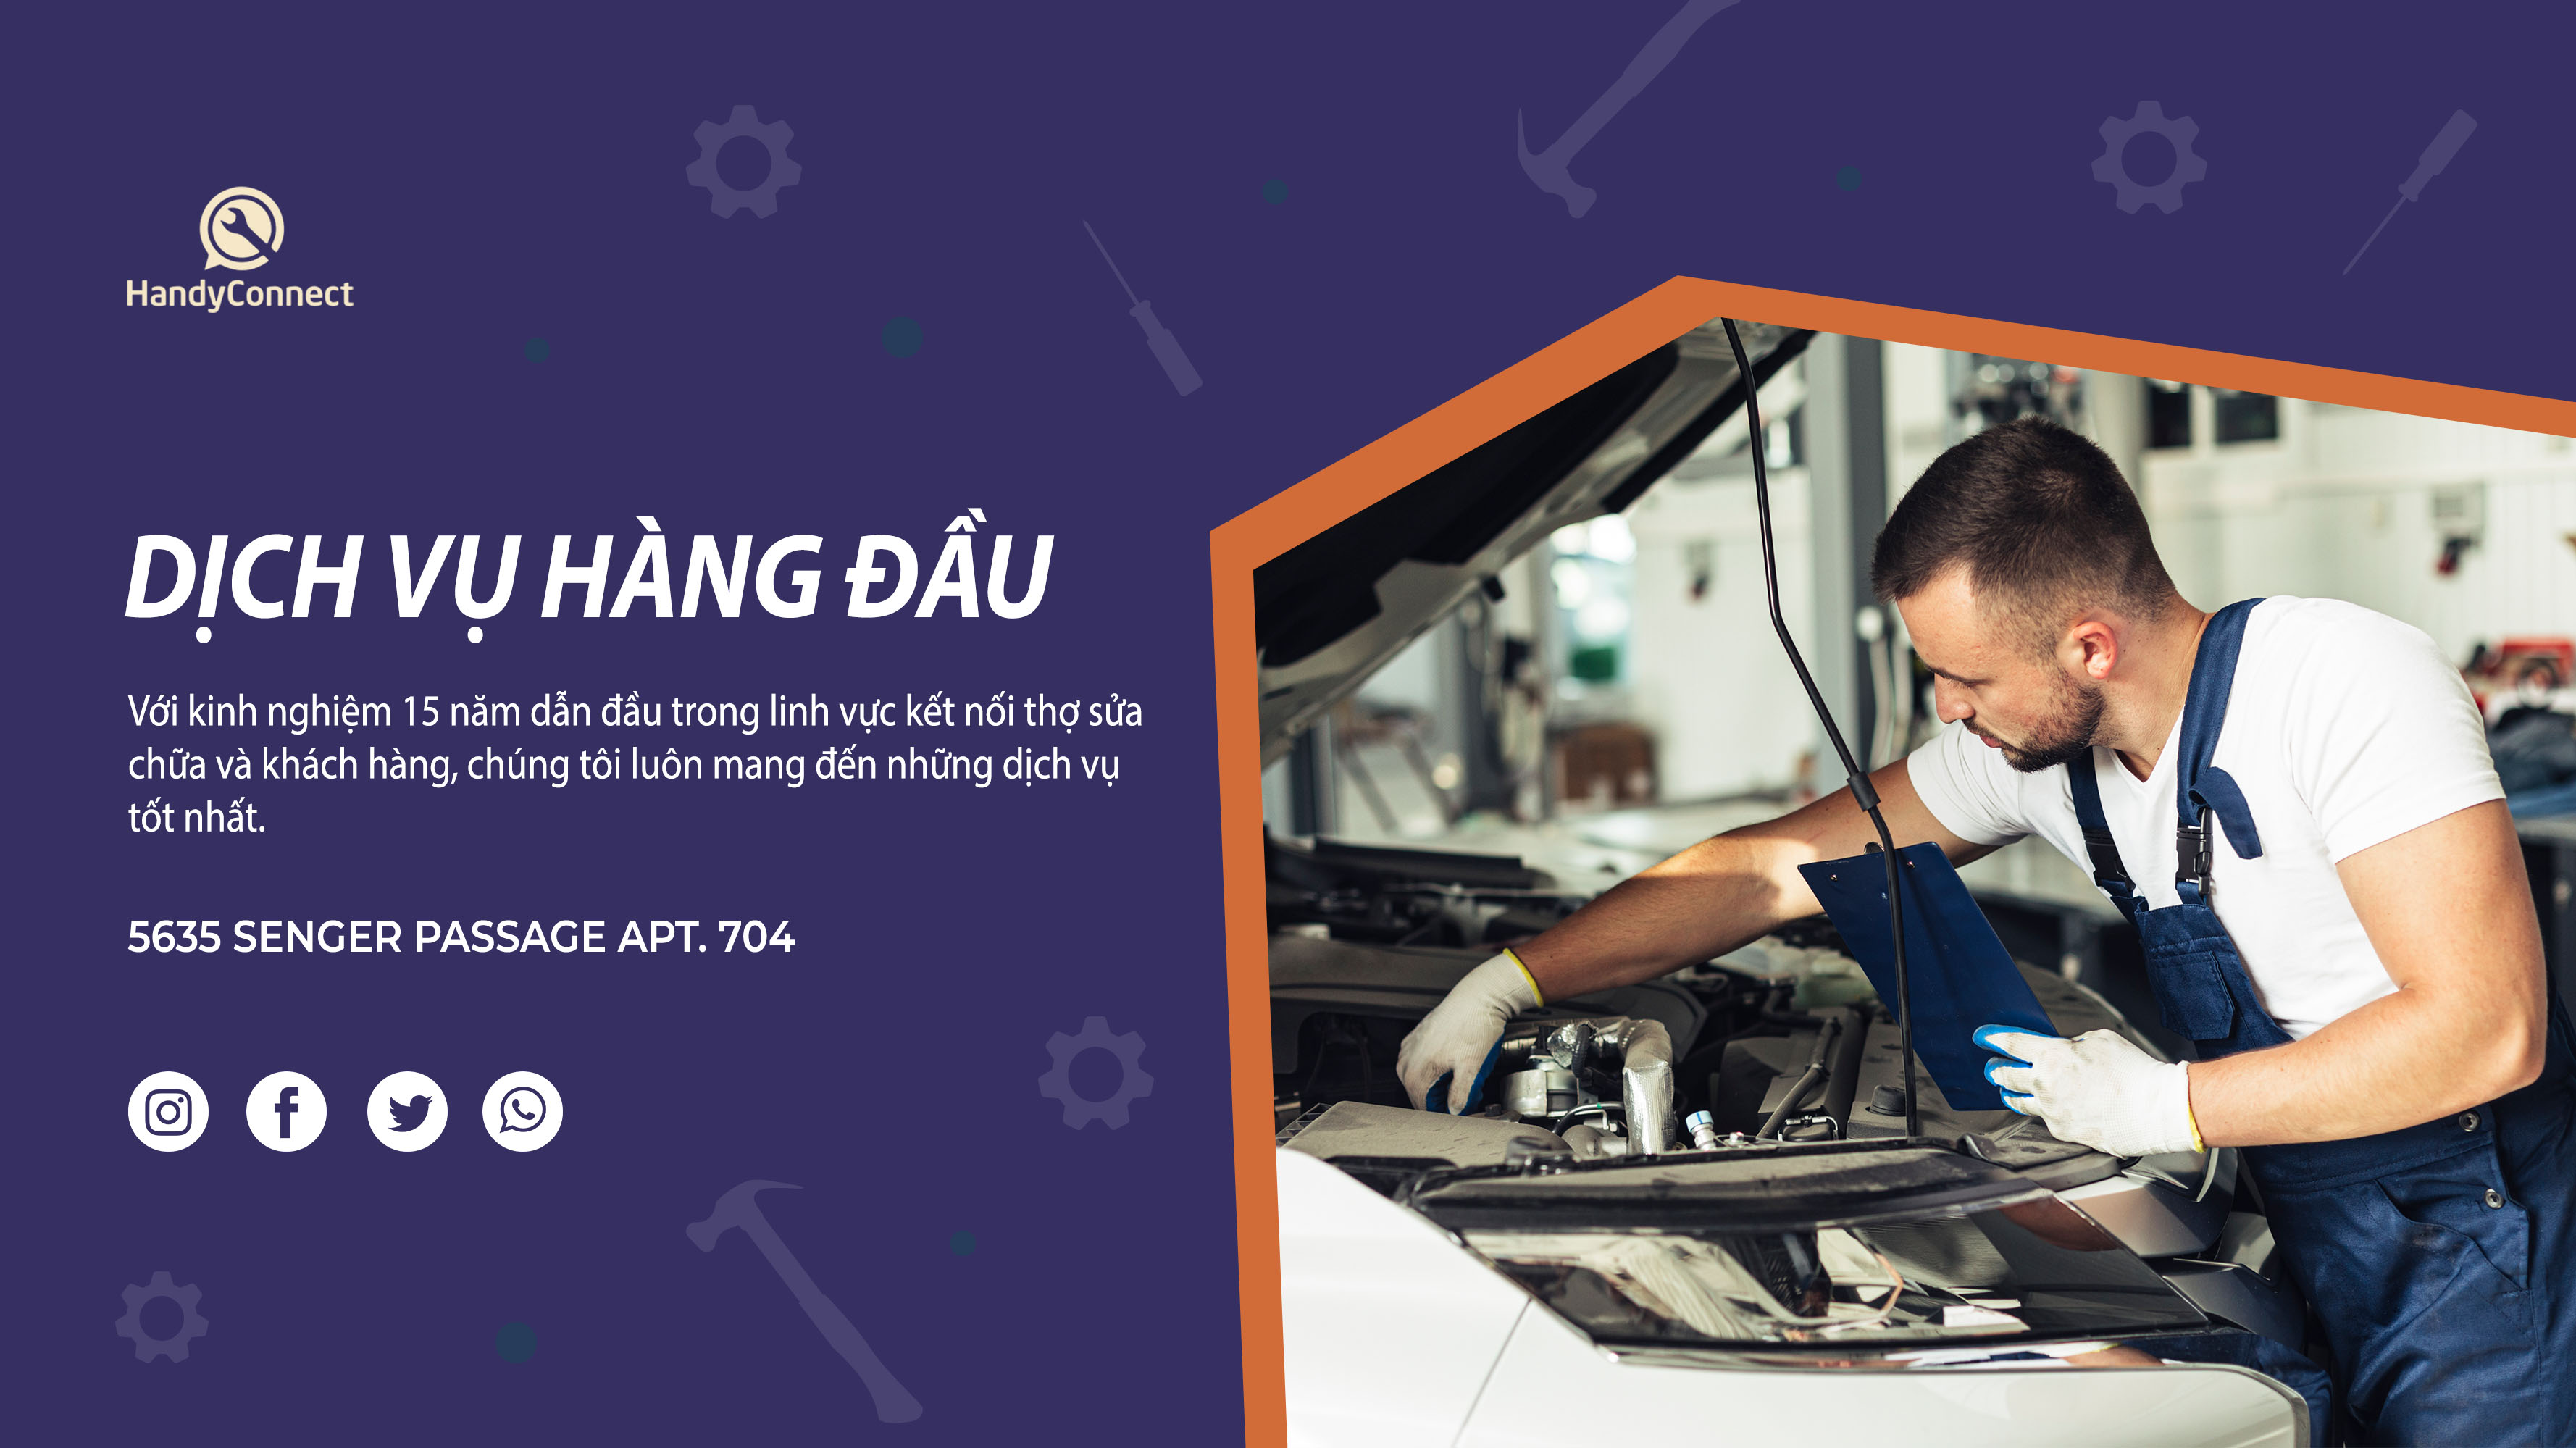 HandyConnect
DỊCH VỤ HÀNG ĐẦU
Với kinh nghiệm 15 năm dẫn đầu trong linh vực kết nối thợ sửa
chữa và khách hàng, chúng tôi luôn mang đến những dịch vụ
tốt nhất.
5635 SENGER PASSAGE APT. 704